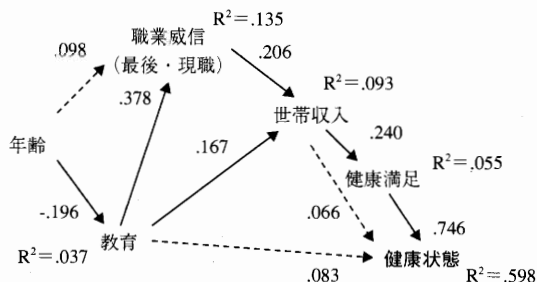 R²=.135
職業威信
(最後・現職)
.098
.206
R²=.093
.378
世帯収入
年齢
.167
.240
健康満足
R²=.055
-.196
.066
.746
教育
R²=.037
健康状態
.083
R²=.598